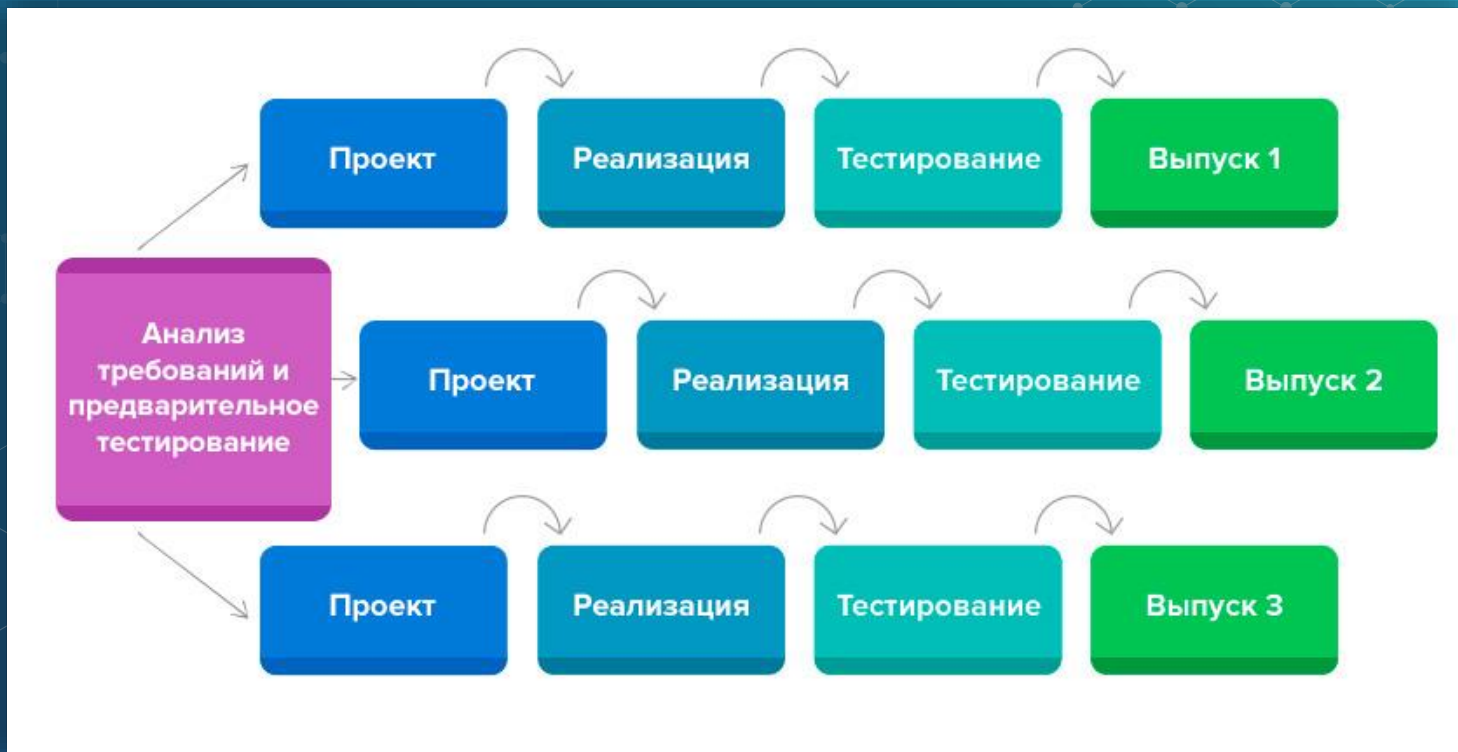 Проект
Реализация
Тестирование
Выпуск 1
Анализ
требований и
предварительное
тестирование
Проект
Реализация
Тестирование
Выпуск 2
Проект
Реализация
Тестирование
Выпуск 3